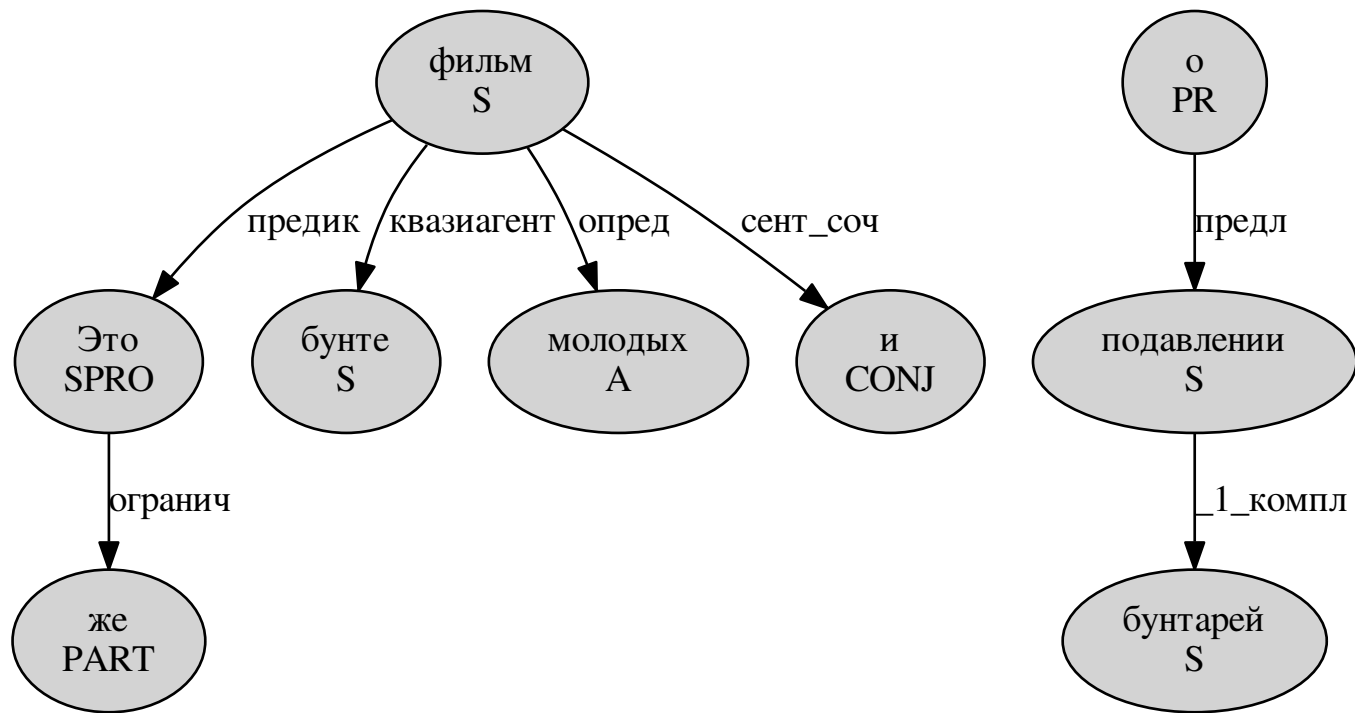 фильм
S
о
PR
предик
квазиагент
опред
сент_соч
предл
Это
SPRO
бунте
S
молодых
A
и
CONJ
подавлении
S
огранич
_1_компл
же
PART
бунтарей
S